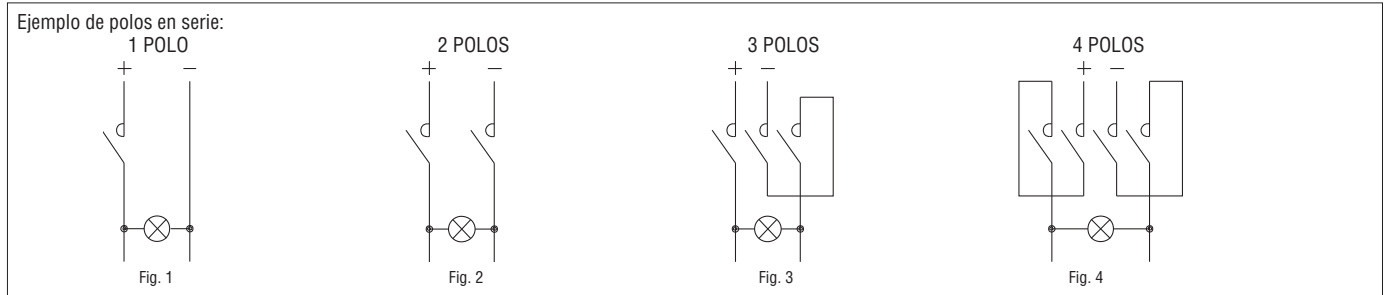 Ejemplo de polos en serie:
1 POLO
+ –
Fig. 1
2 POLOS
+ –
Fig. 2
3 POLOS
+ –
Fig. 3
4 POLOS
+ –
Fig. 4